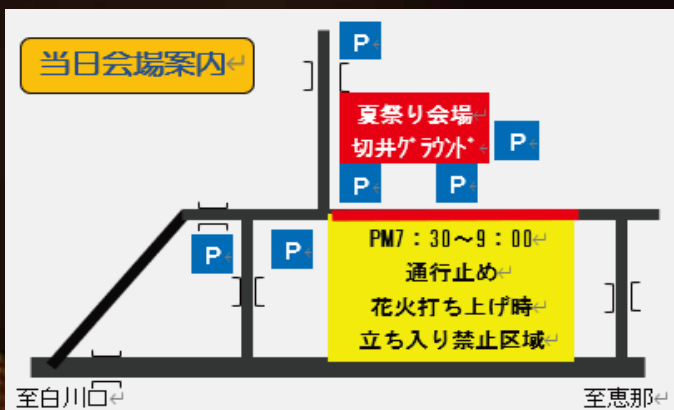 当日会場案内
P
夏祭り会場
切井ｸﾞﾗｳﾝﾄﾞ
P
P
P
P
P
PM7：30～9：00
通行止め
花火打ち上げ時
立ち入り禁止区域
至白川口
至恵那